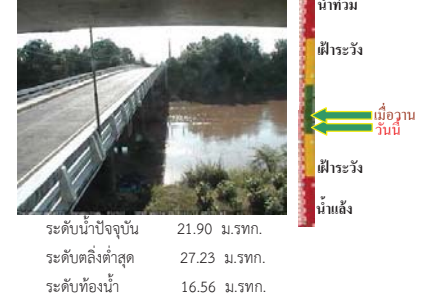 น้ำท่วม
เฝ้าระวัง
เมื่อวาน
วันนี้
เฝ้าระวัง
น้ำแล้ง
ระดับน้ำปัจจุบัน 21.90 ม.รทก.
ระดับตลิ่งต่ำสุด 27.23 ม.รทก.
ระดับท้องน้ำ 16.56 ม.รทก.